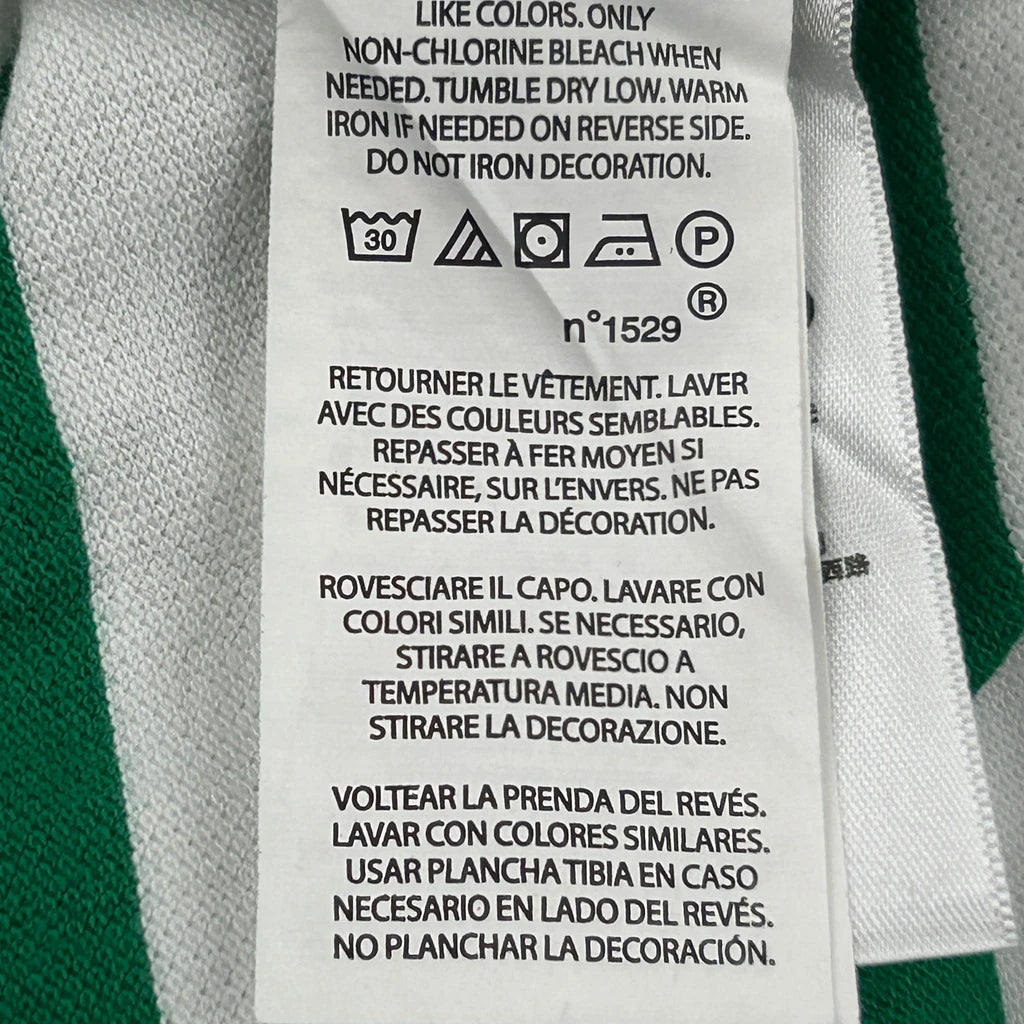 LIKE COLORS. ONLY
NON-CHLORINE BLEACH WHEN
NEEDED. TUMBLE DRY LOW. WARM
IRON IF NEEDED ON REVERSE SIDE.
DO NOT IRON DECORATION.
30 P
n°1529 ®
RETOURNER LE VÊTEMENT. LAVER
AVEC DES COULEURS SEMBLABLES.
REPASSER À FER MOYEN SI
NÉCESSAIRE, SUR L'ENVERS. NE PAS
REPASSER LA DÉCORATION.
ROVESCIARE IL CAPO. LAVARE CON
COLORI SIMILI. SE NECESSARIO,
STIRARE A ROVESCIO A
TEMPERATURA MEDIA. NON
STIRARE LA DECORAZIONE.
VOLTEAR LA PRENDA DEL REVÉS.
LAVAR CON COLORES SIMILARES.
USAR PLANCHA TIBIA EN CASO
NECESARIO EN LADO DEL REVÉS.
NO PLANCHAR LA DECORACIÓN.
西路